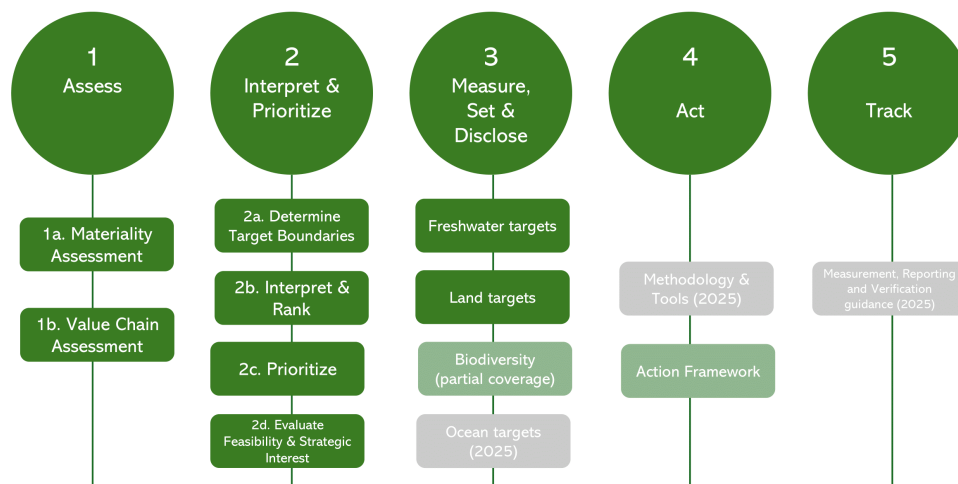 1
Assess
1a. Materiality
Assessment
1b. Value Chain
Assessment
2
Interpret &
Prioritize
2a. Determine
Target Boundaries
2b. Interpret &
Rank
2c. Prioritize
2d. Evaluate
Feasibility & Strategic
Interest
3
Measure,
Set &
Disclose
Freshwater targets
Land targets
Biodiversity
(partial coverage)
Ocean targets
(2025)
4
Act
Methodology &
Tools (2025)
Action Framework
5
Track
Measurement, Reporting
and Verification
guidance (2025)